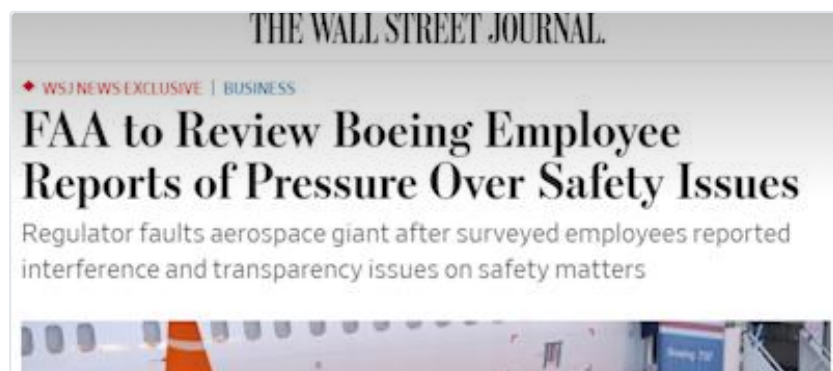 THE WALL STREET JOURNAL.
WSJ NEWS EXCLUSIVE | BUSINESS
FAA to Review Boeing Employee
Reports of Pressure Over Safety Issues
Regulator faults aerospace giant after surveyed employees reported
interference and transparency issues on safety matters